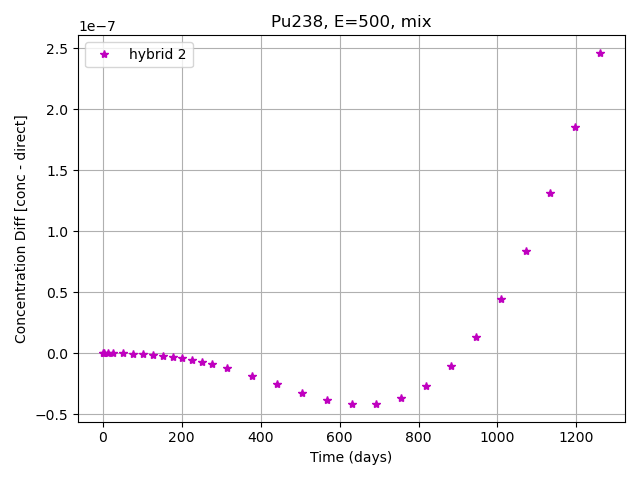 Pu238, E=500, mix
1e−7
hybrid 2
2.5
2.0
1.5
1.0
0.5
0.0
−0.5
Concentration Diff [conc - direct]
0 200 400 600 800 1000 1200
Time (days)